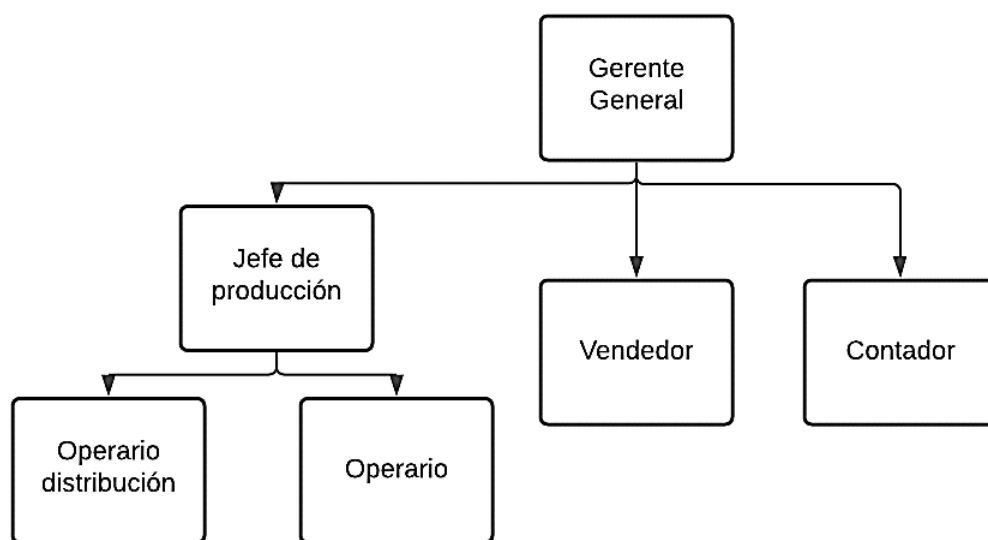 Gerente
General
Jefe de
producción
Vendedor
Contador
Operario
distribución
Operario